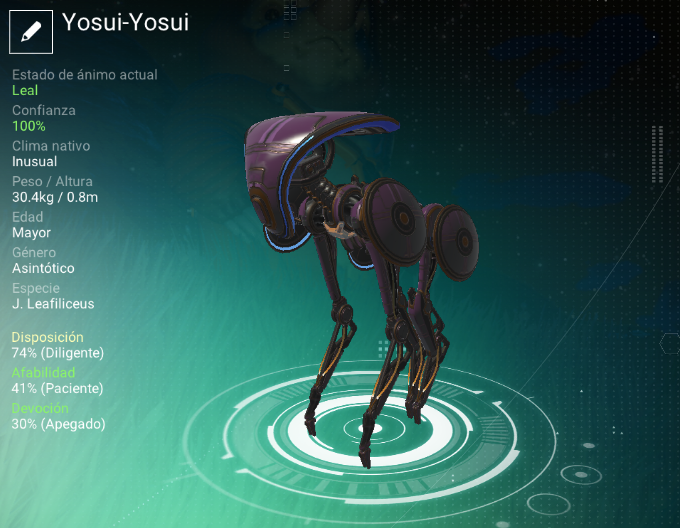 Yosui-Yosui
Estado de ánimo actual
Leal
Confianza
100%
Clima nativo
Inusual
Peso / Altura
30.4kg / 0.8m
Edad
Mayor
Género
Asintótico
Especie
J. Leafiliceus
Disposición
74% (Diligente)
Afabilidad
41% (Paciente)
Devoción
30% (Apegado)